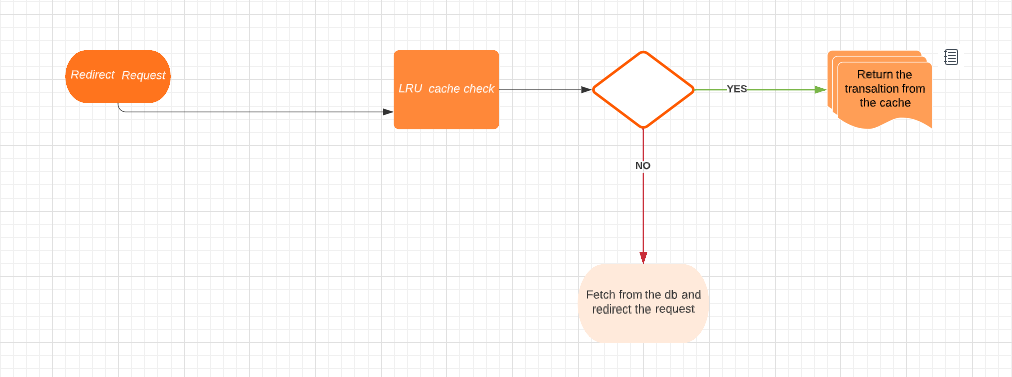 Redirect Request
LRU cache check
YES
Return the
transaltion from
the cache
NO
Fetch from the db and
redirect the request